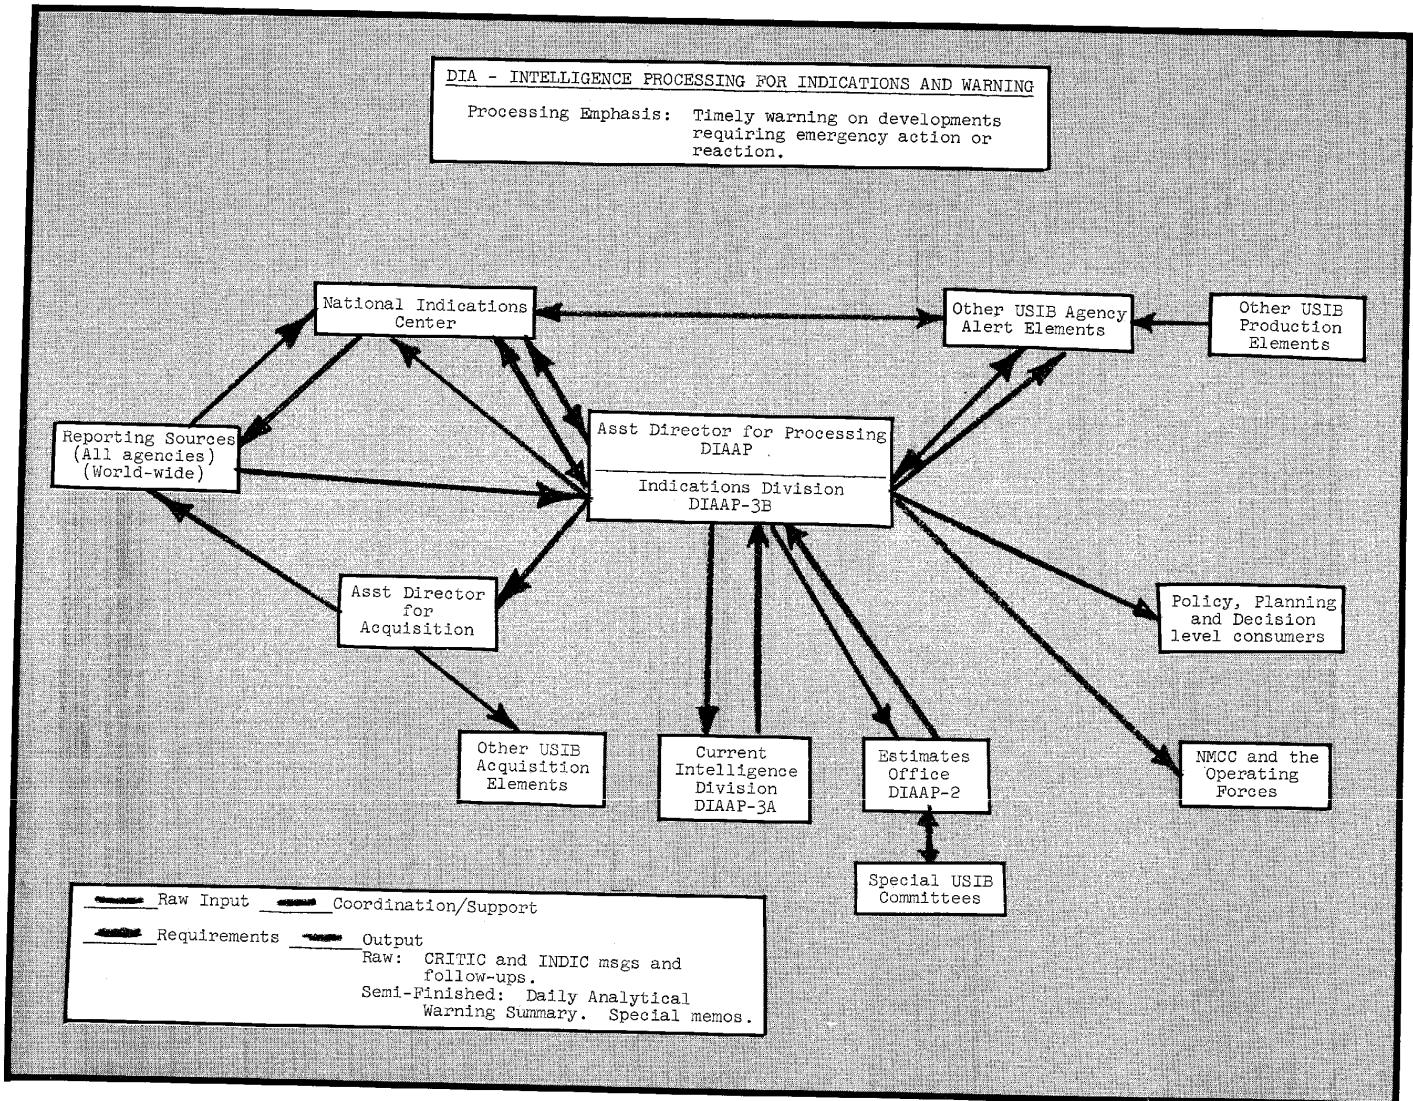 DIA - INTELLIGENCE PROCESSING FOR INDICATIONS AND WARNING
Processing Emphasis: Timely warning on developments
requiring emergency action or
reaction.
National Indications
Center
Other USIB Agency
Alert Elements
Other USIB
Production
Elements
Reporting Sources
(All agencies)
(World-wide)
Asst Director for Processing
DIAAP
Indications Division
DIAAP-3B
Asst Director
for
Acquisition
Policy, Planning
and Decision
level consumers
Other USIB
Acquisition
Elements
Current
Intelligence
Division
DIAAP-3A
Estimates
Office
DIAAP-2
NMCC and the
Operating
Forces
Special USIB
Committees
Raw Input Coordination/Support
Requirements Output
Raw: CRITIC and INDIC msgs and
follow-ups.
Semi-Finished: Daily Analytical
Warning Summary. Special memos.